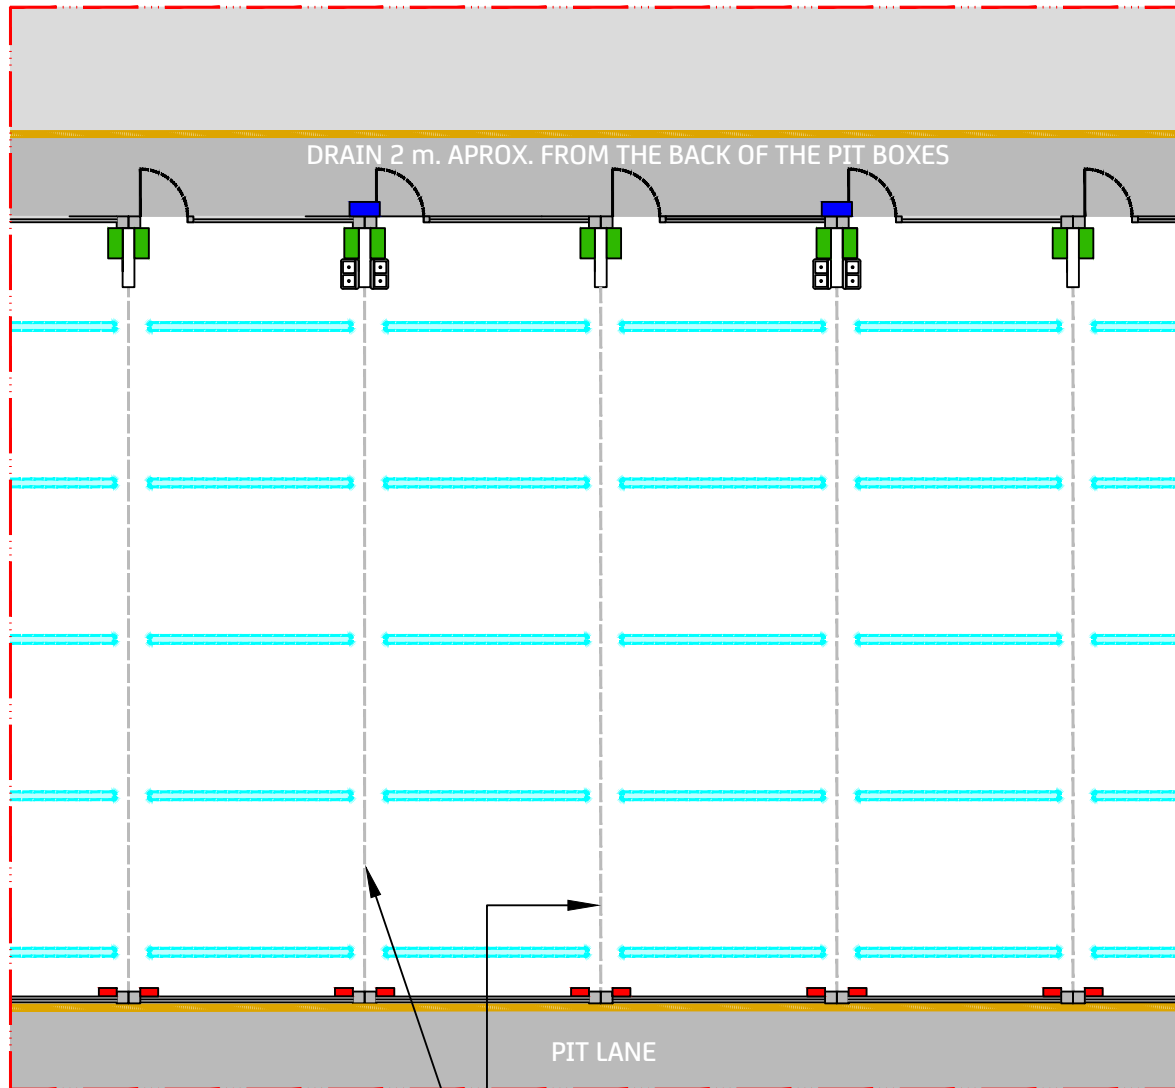 DRAIN 2 m. APROX. FROM THE BACK OF THE PIT BOXES
PIT LANE